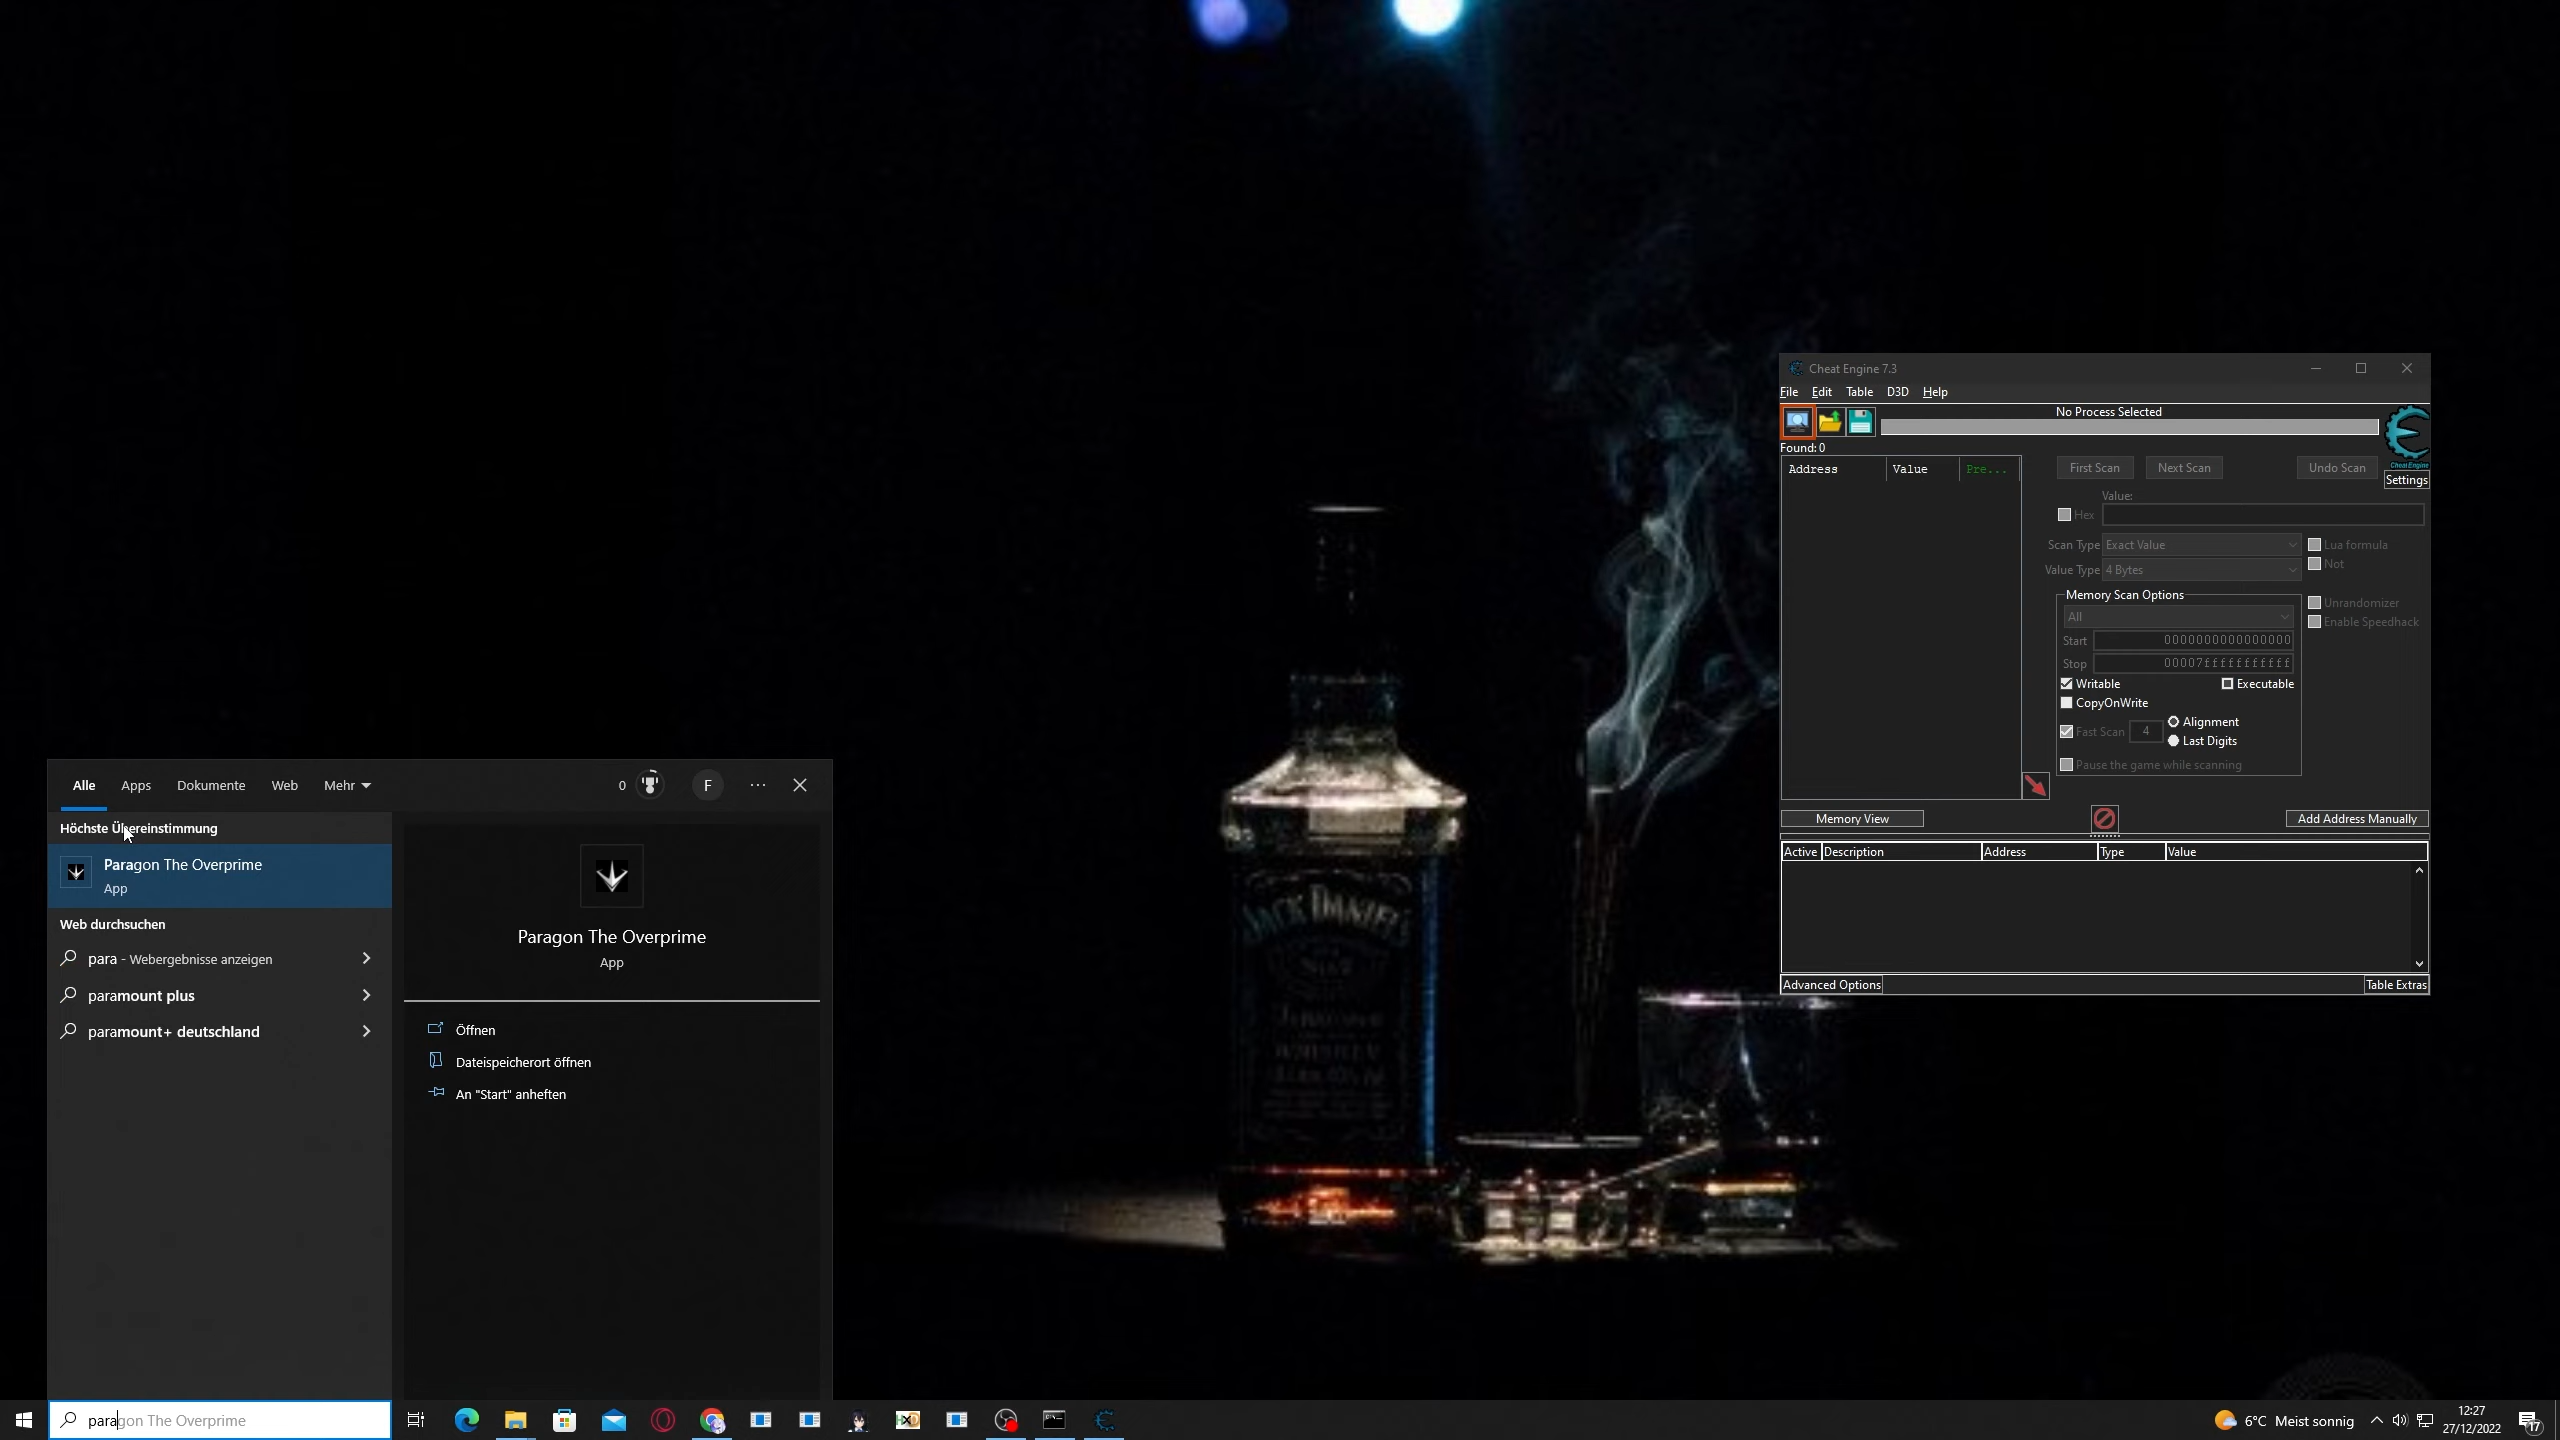 Cheat Engine 7.3
File Edit Table D3D Help
No Process Selected
Found: 0
Address Value Pre...
First Scan Next Scan Undo Scan
Cheat Engine
Settings
Value:
Hex
Scan Type Exact Value Lua formula
Value Type 4 Bytes Not
Memory Scan Options
All
Unrandomizer
Enable Speedhack
Start 0000000000000000
Stop 00007fffffffffff
Writable Executable
CopyOnWrite
Fast Scan 4 Alignment
Last Digits
Pause the game while scanning
Memory View Add Address Manually
Active Description Address Type Value
Advanced Options Table Extras
JACK DANIEL'S
Alle Apps Dokumente Web Mehr 0 F
Höchste Übereinstimmung
Paragon The Overprime
App
Web durchsuchen
para - Webergebnisse anzeigen
paramount plus
paramount+ deutschland
Paragon The Overprime
App
Öffnen
Dateispeicherort öffnen
An "Start" anheften
paragon The Overprime
HXD
6°C Meist sonnig
12:27
27/12/2022
17